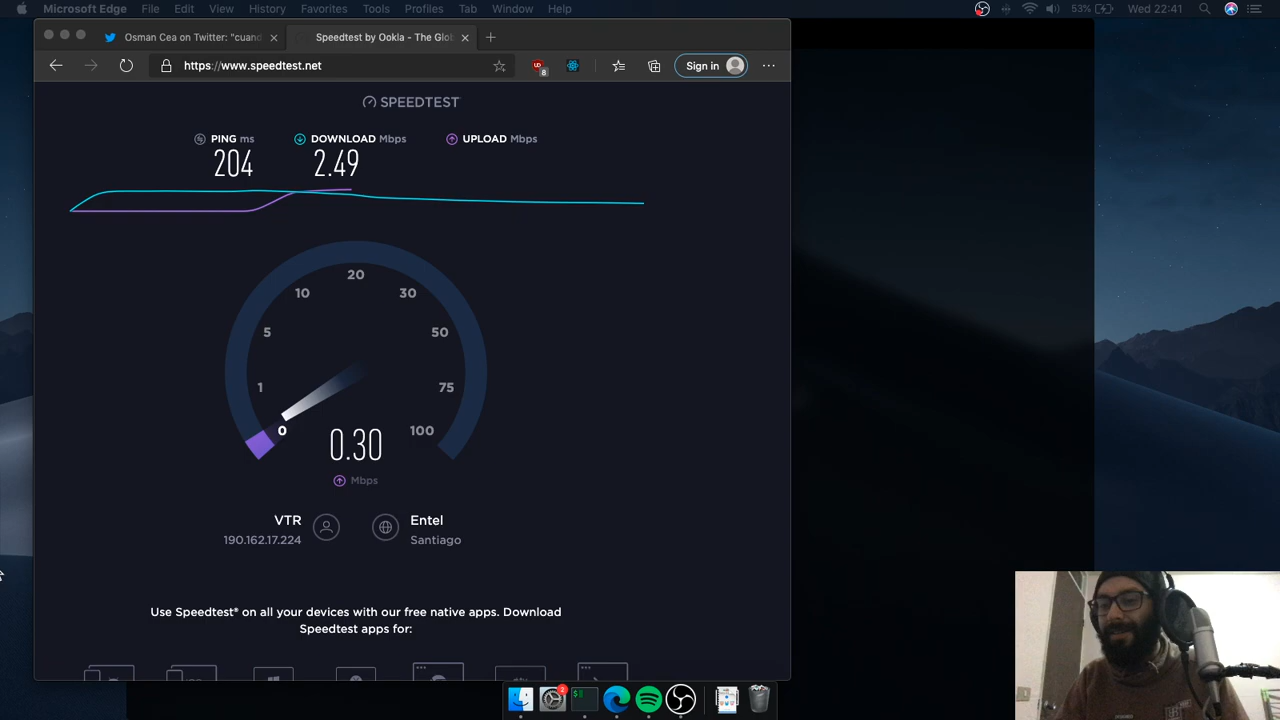 Microsoft Edge File Edit View History Favorites Tools Profiles Tab Window Help 53% Wed 22:41
Osman Cea on Twitter: "cuand Speedtest by Ookla - The Glob
https://www.speedtest.net Sign in
8
SPEEDTEST
PING ms DOWNLOAD Mbps UPLOAD Mbps
204 2.49
20
10 30
5 50
1 75
0 100
0.30
Mbps
VTR Entel
190.162.17.224 Santiago
Use Speedtest® on all your devices with our free native apps. Download
Speedtest apps for: